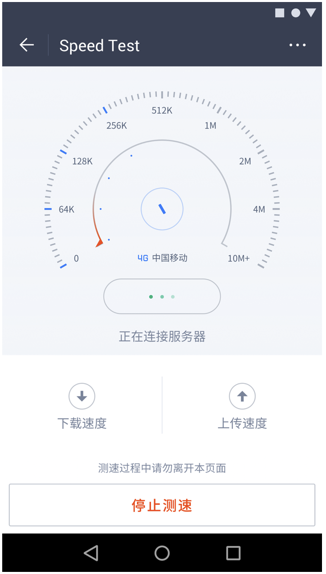 Speed Test
512K
256K
1M
128K
2M
64K
4M
0
4G 中国移动
10M+
正在连接服务器
下载速度
上传速度
测速过程中请勿离开本页面
停止测速